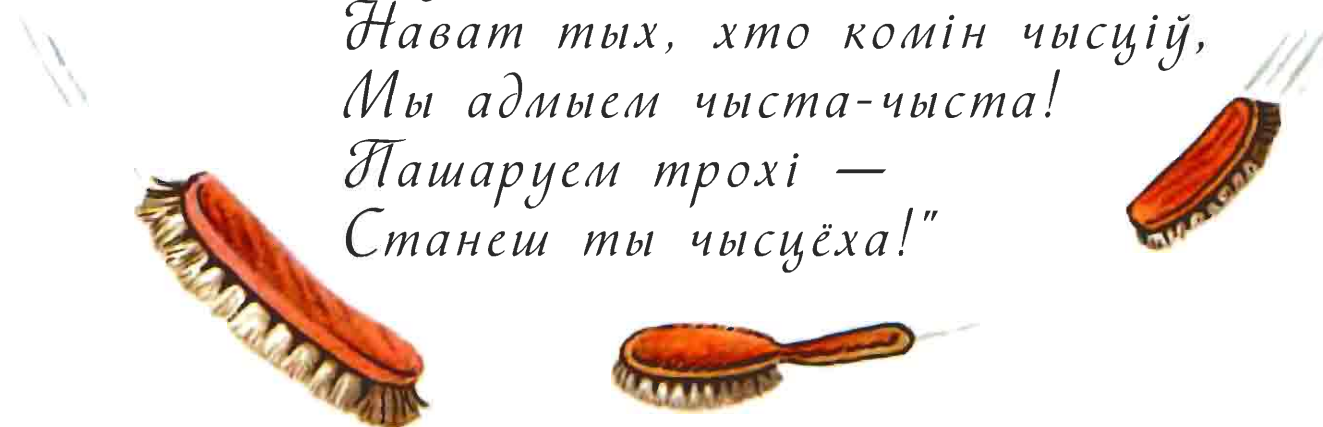 Нават тых, хто комін чысціў,
Мы адмыем чыста-чыста!
Пашаруем трохі —
Станеш ты чысцёха!"